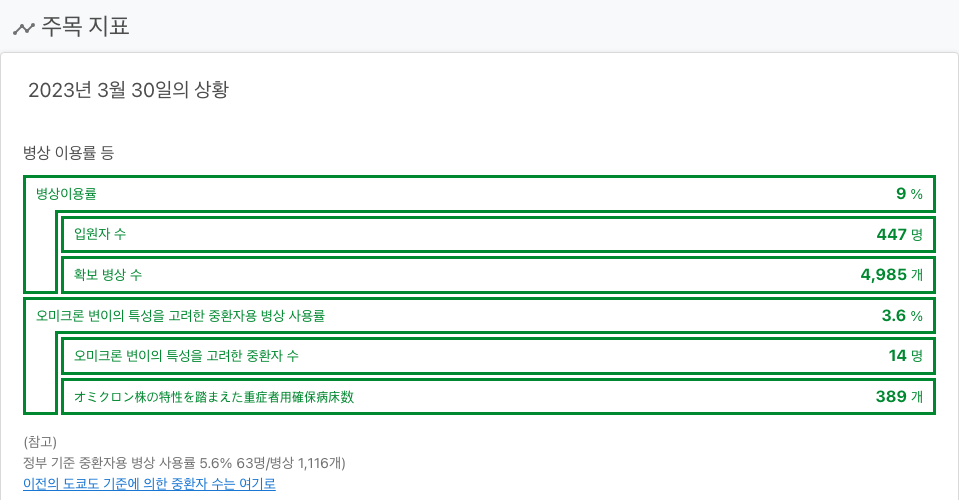 주목 지표
2023년 3월 30일의 상황
병상 이용률 등
병상이용률 9 %
입원자 수 447 명
확보 병상 수 4,985 개
오미크론 변이의 특성을 고려한 중환자용 병상 사용률 3.6 %
오미크론 변이의 특성을 고려한 중환자 수 14 명
オミクロン株の特性を踏まえた重症者用確保病床数 389 개
(참고)
정부 기준 중환자용 병상 사용률 5.6% 63명/병상 1,116개)
이전의 도쿄도 기준에 의한 중환자 수는 여기로